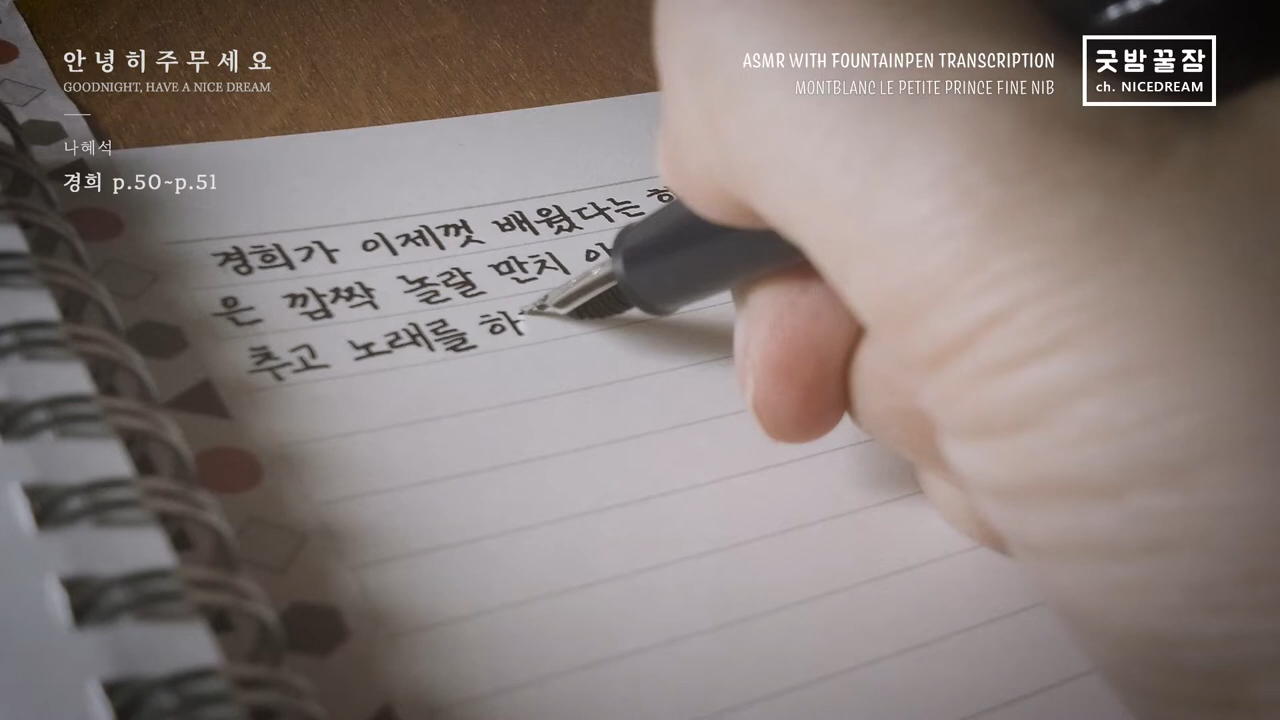 안녕히주무세요
GOODNIGHT, HAVE A NICE DREAM
나혜석
경희 p.50~p.51
ASMR WITH FOUNTAINPEN TRANSCRIPTION
MONTBLANC LE PETITE PRINCE FINE NIB
굿밤꿀잠
ch. NICEDREAM
경희가 이제껏 배웠다는
은 깜짝 놀랄 만치
추고 노래를 하